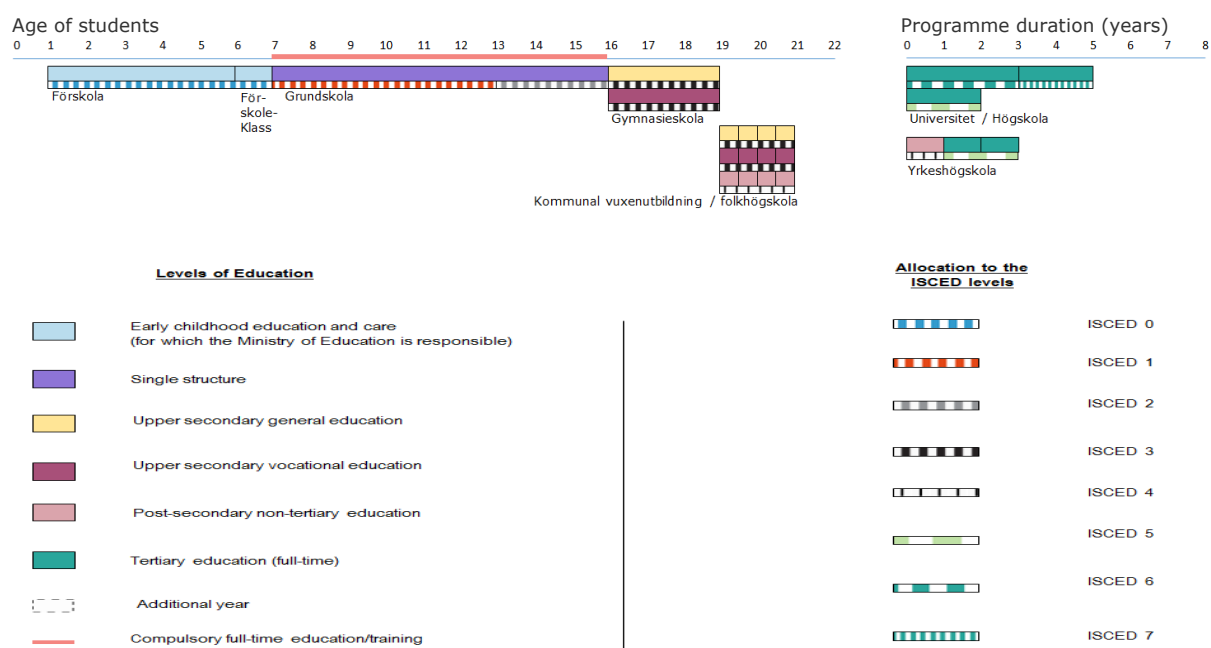 Age of students
Programme duration (years)
0 1 2 3 4 5 6 7 8 9 10 11 12 13 14 15 16 17 18 19 20 21 22
0 1 2 3 4 5 6 7 8
Förskola
För-
skole-
Klass
Grundskola
Gymnasieskola
Kommunal vuxenutbildning / folkhögskola
Universitet / Högskola
Yrkeshögskola
Levels of Education
Early childhood education and care
(for which the Ministry of Education is responsible)
Single structure
Upper secondary general education
Upper secondary vocational education
Post-secondary non-tertiary education
Tertiary education (full-time)
Additional year
Compulsory full-time education/training
Allocation to the
ISCED levels
ISCED 0
ISCED 1
ISCED 2
ISCED 3
ISCED 4
ISCED 5
ISCED 6
ISCED 7